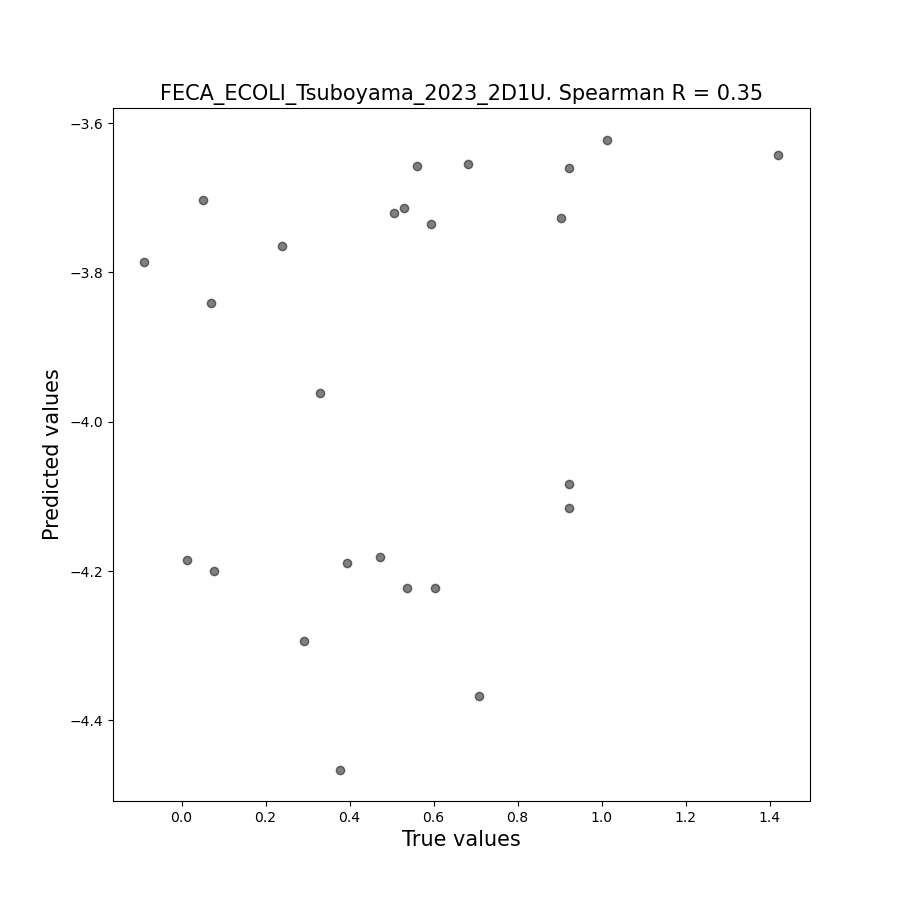 FECA_ECOLI_Tsuboyama_2023_2D1U. Spearman R = 0.35
−3.6
−3.8
−4.0
−4.2
−4.4
Predicted values
0.0 0.2 0.4 0.6 0.8 1.0 1.2 1.4
True values